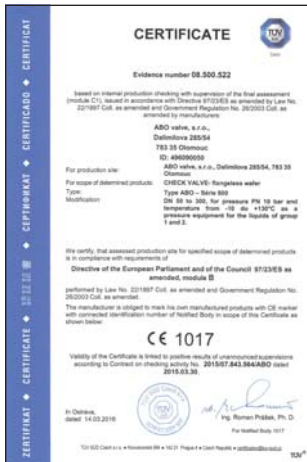 CERTIFICATE
TÜV
Evidence number 08.500.522
based on internal production checking with supervision of the final assessment
(module C1), issued in accordance with Directive 97/23/ES as amended by Law No.
22/1997 Coll. as amended and Government Regulation No. 26/2003 Coll. as
amended by manufacturers:
ABO valve, s.r.o.,
Dalimilova 285/54
783 35 Olomouc
ID: 496090050
For production site: ABO valve, s.r.o., Dalimilova 285/54, 783 35
Olomouc
For scope of determined products: CHECK VALVE- flangeless wafer
Type: Type ABO – Série 800
Modification DN 50 to 300, for pressure PN 10 bar and
temperature from -10 do +130°C as a
pressure equipment for the liquids of group
1 and 2.
We certify, that assessed production site for specified scope of determined products
is in compliance with requirements of
Directive of the European Parliament and of the Council 97/23/ES as
amended, module B
performed by Law No. 22/1997 Coll. as amended and Government Regulation No.
26/2003 Coll. as amended.
The manufacturer is obliged to mark his own manufactured products with CE marker
with connected identification number of Notified Body in scope of this Certificate as
shown below:
CE 1017
Validity of the Certificate is linked to positive results of unannounced supervisions
according to Contract on checking activity No. 2015/07.843.564/ABO dated
2015.03.30.
In Ostrava,
dated 14.03.2016
Ing. Roman Prášek, Ph. D.
For Notified Body 1017
TÜV
ZERTIFIKAT ◆ CERTIFICATE ◆ ◆ СЕРТИФИКАТ ◆ CERTIFICADO ◆ CERTIFICAT